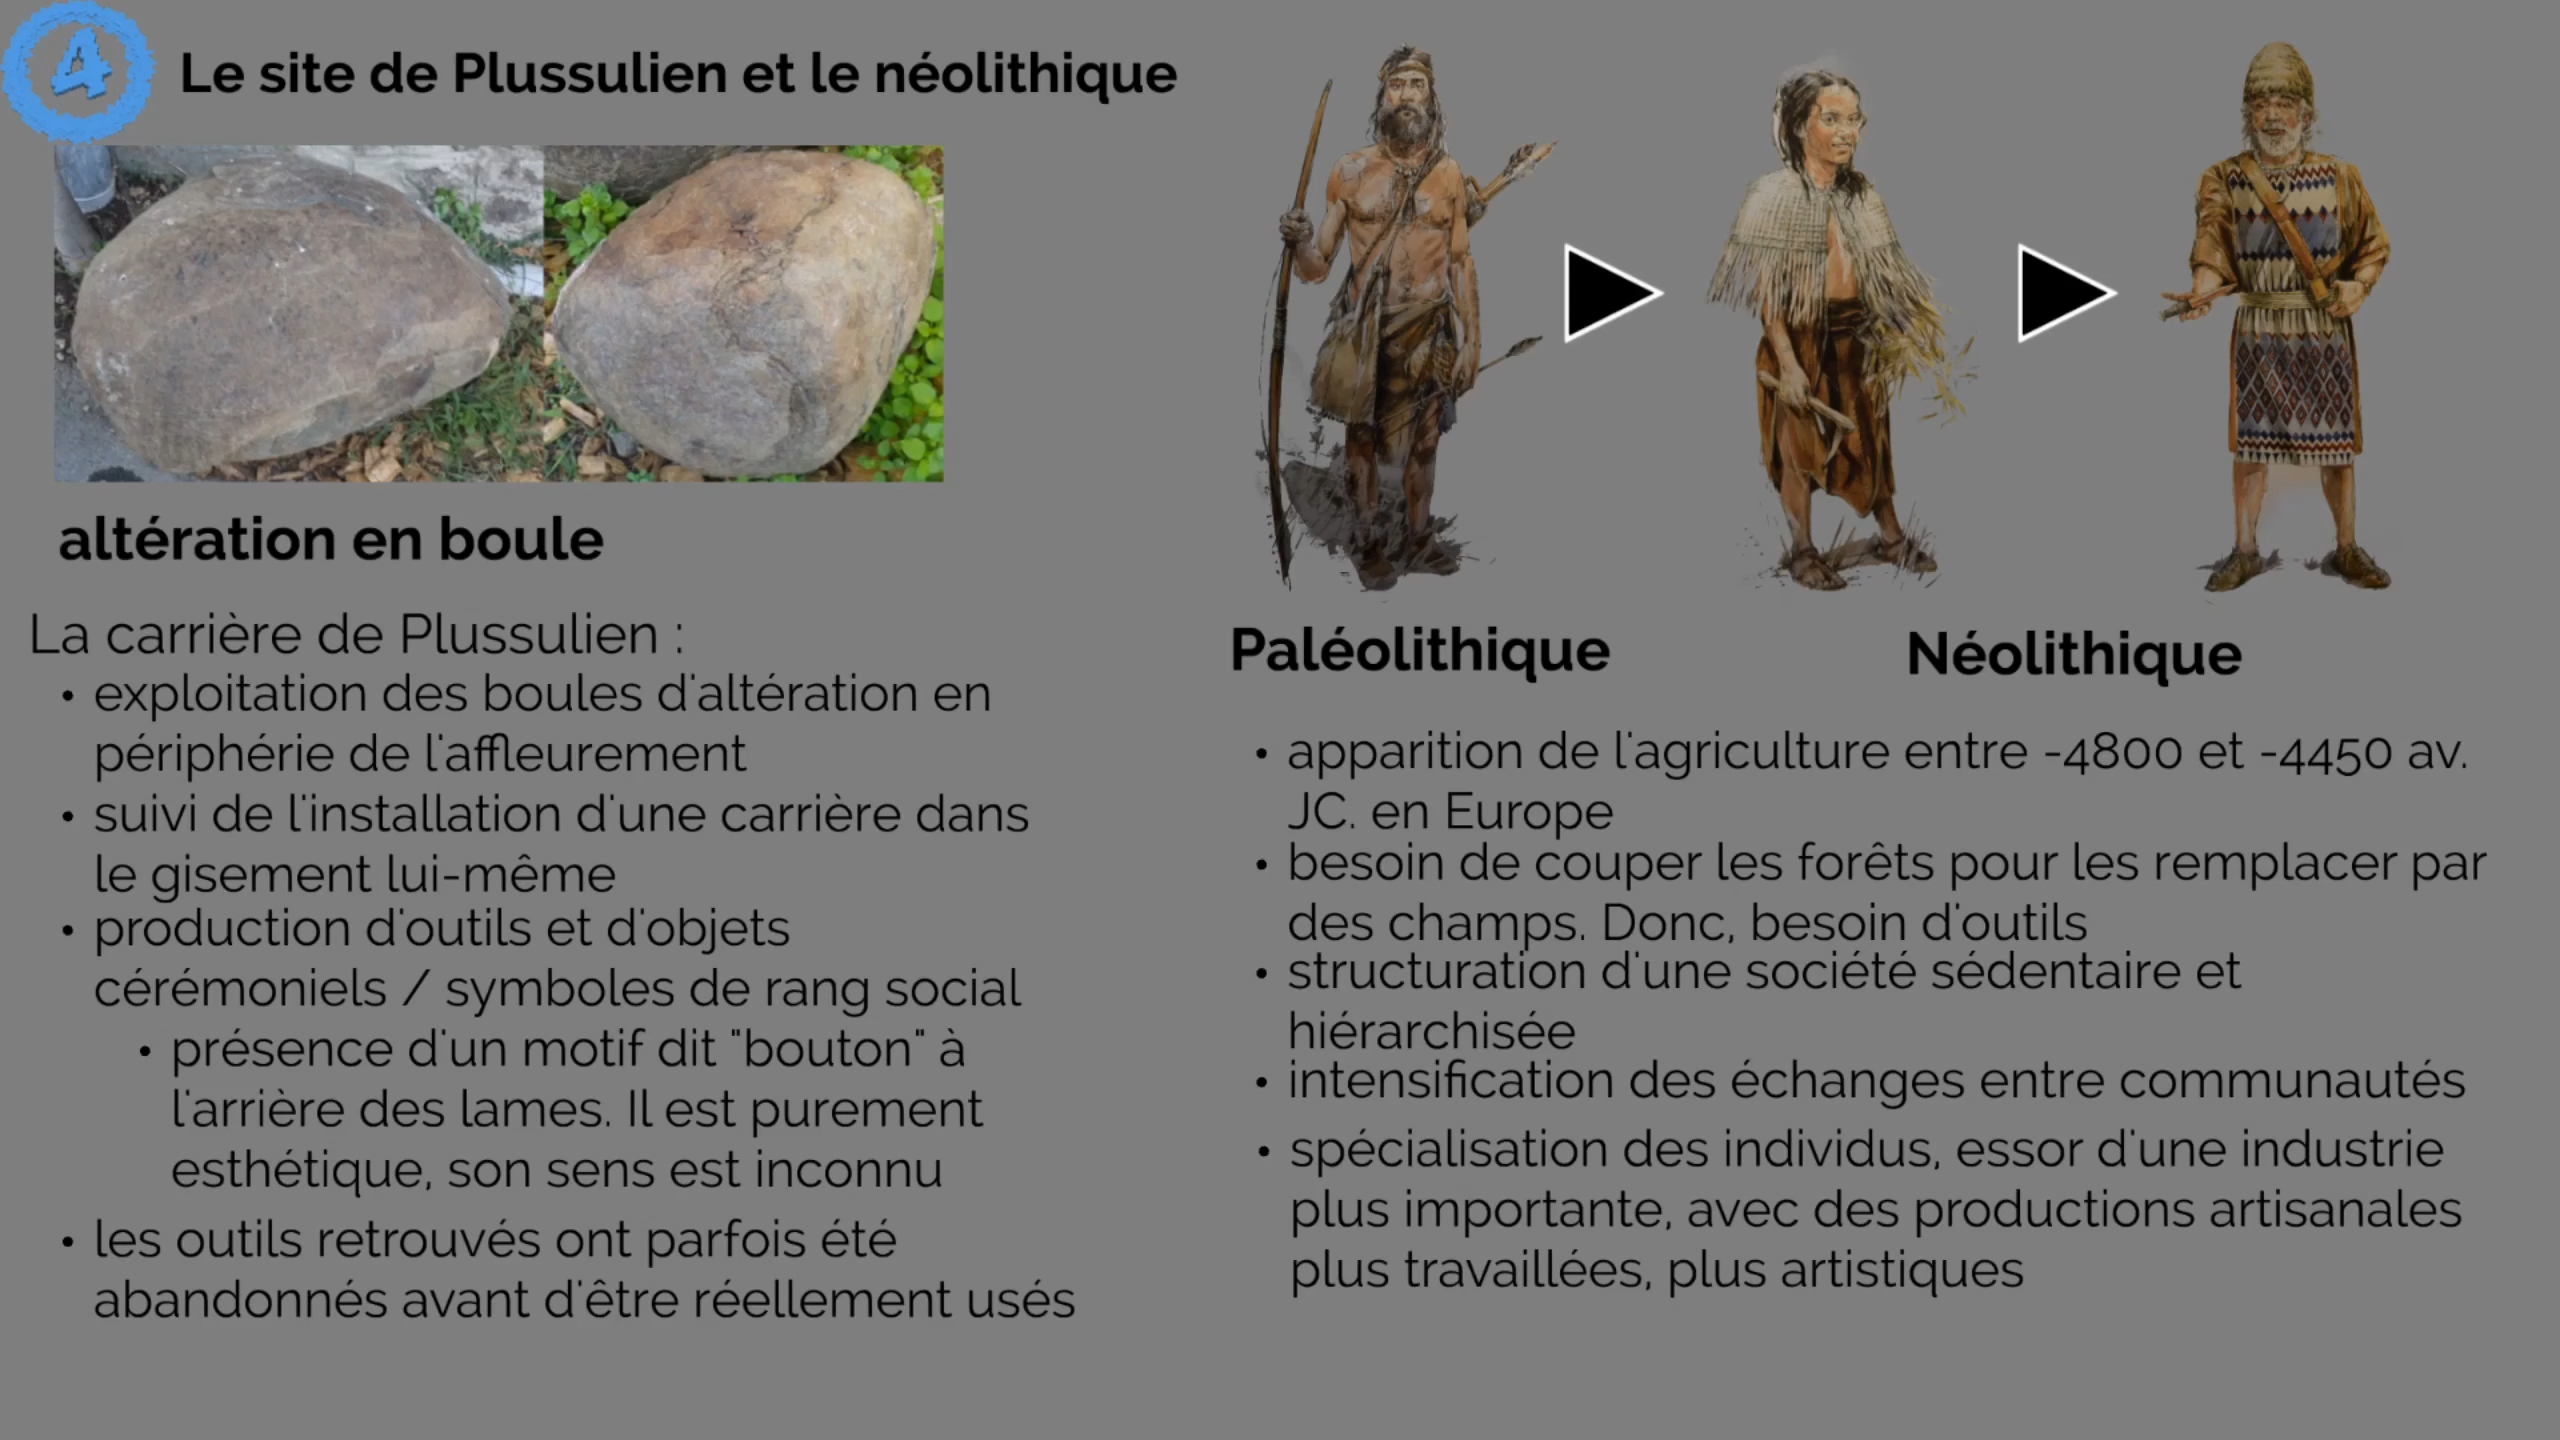 4
Le site de Plussulien et le néolithique
altération en boule
La carrière de Plussulien :
• exploitation des boules d'altération en
périphérie de l'affleurement
• suivi de l'installation d'une carrière dans
le gisement lui-même
• production d'outils et d'objets
cérémoniels / symboles de rang social
• présence d'un motif dit "bouton" à
l'arrière des lames. Il est purement
esthétique, son sens est inconnu
• les outils retrouvés ont parfois été
abandonnés avant d'être réellement usés
Paléolithique
Néolithique
• apparition de l'agriculture entre -4800 et -4450 av.
JC. en Europe
• besoin de couper les forêts pour les remplacer par
des champs. Donc, besoin d'outils
• structuration d'une société sédentaire et
hiérarchisée
• intensification des échanges entre communautés
• spécialisation des individus, essor d'une industrie
plus importante, avec des productions artisanales
plus travaillées, plus artistiques